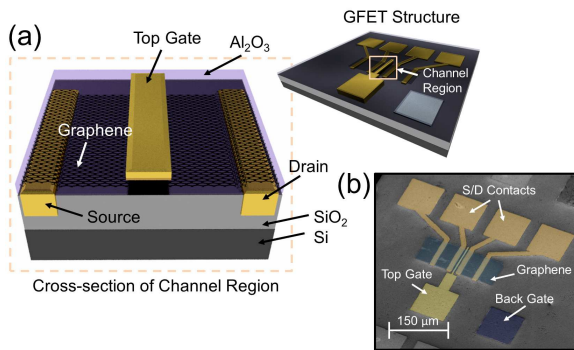 GFET Structure
(a)
Top Gate
Al₂O₃
Channel
Region
Graphene
Drain
Source
SiO₂
Si
Cross-section of Channel Region
(b)
S/D Contacts
Graphene
Top Gate
Back Gate
150 μm